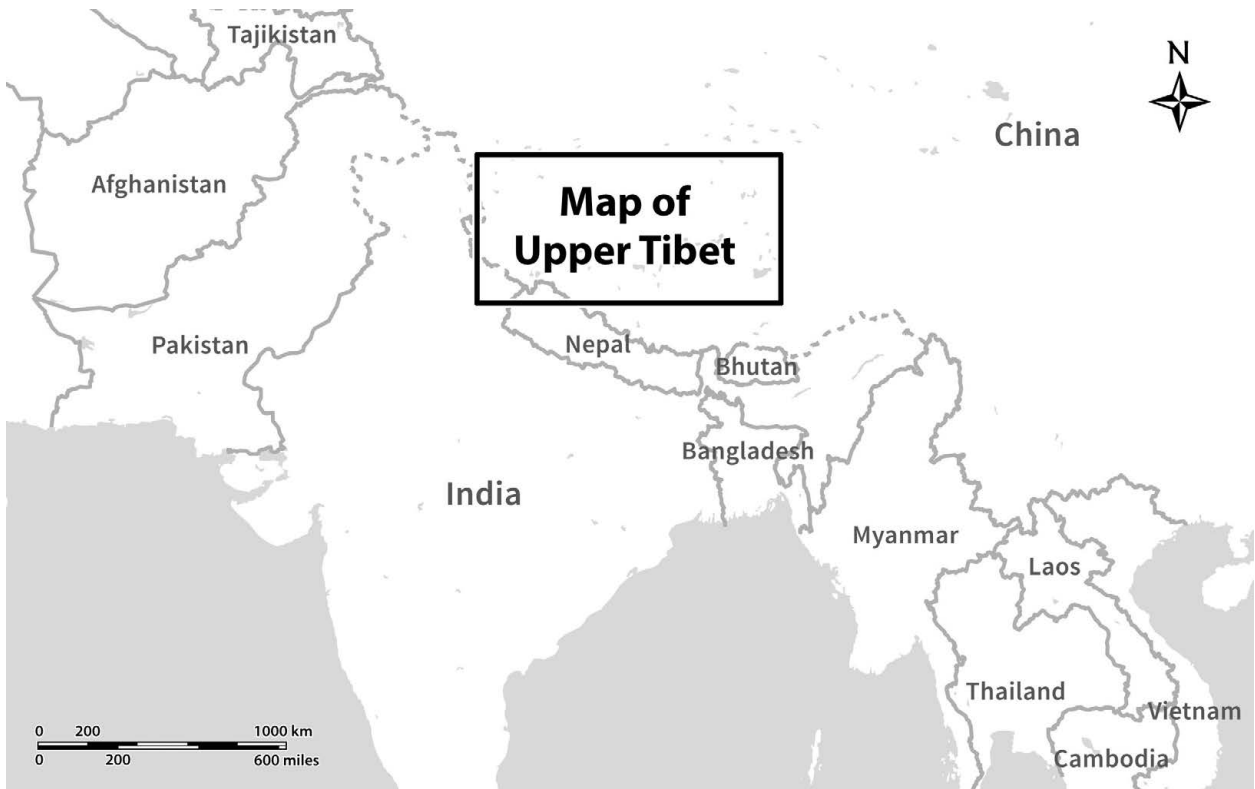 Tajikistan
N
China
Afghanistan
Map of
Upper Tibet
Pakistan
Nepal
Bhutan
Bangladesh
India
Myanmar
Laos
Thailand
Vietnam
Cambodia
0 200 1000 km
0 200 600 miles